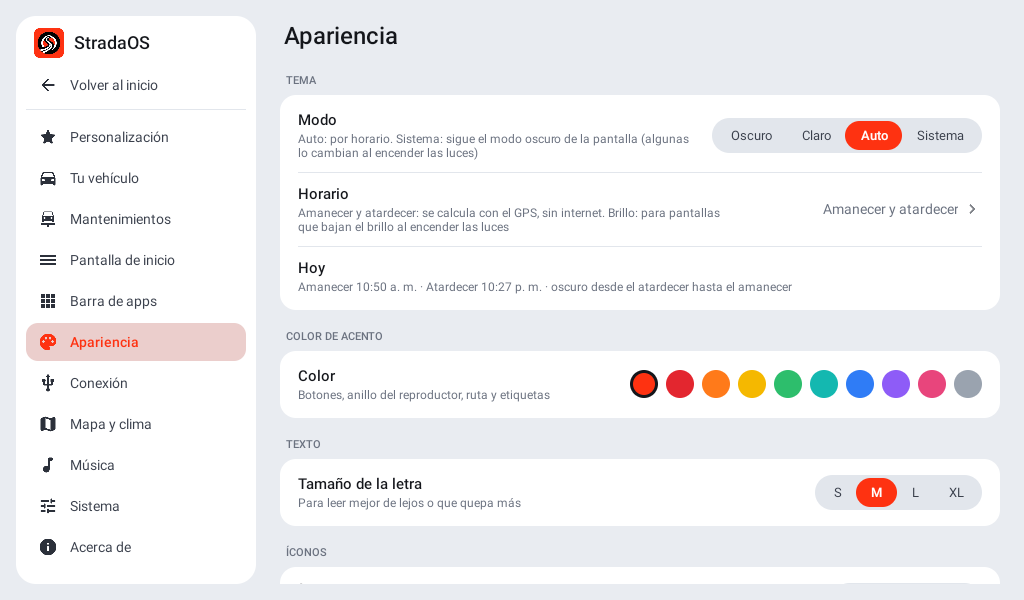 StradaOS
Volver al inicio
Personalización
Tu vehículo
Mantenimientos
Pantalla de inicio
Barra de apps
Apariencia
Conexión
Mapa y clima
Música
Sistema
Acerca de
Apariencia
TEMA
Modo
Auto: por horario. Sistema: sigue el modo oscuro de la pantalla (algunas
lo cambian al encender las luces)
Oscuro Claro Auto Sistema
Horario
Amanecer y atardecer: se calcula con el GPS, sin internet. Brillo: para pantallas
que bajan el brillo al encender las luces
Amanecer y atardecer
Hoy
Amanecer 10:50 a. m. · Atardecer 10:27 p. m. · oscuro desde el atardecer hasta el amanecer
COLOR DE ACENTO
Color
Botones, anillo del reproductor, ruta y etiquetas
TEXTO
Tamaño de la letra
Para leer mejor de lejos o que quepa más
S M L XL
ÍCONOS